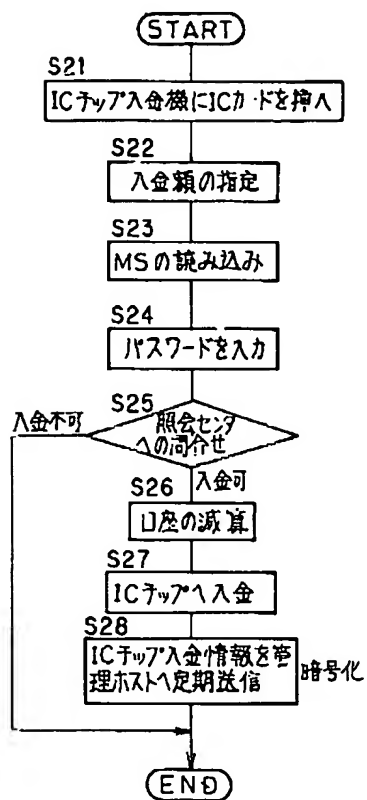 START
S21
ICチップ入金機にICカードを挿入
S22
入金額の指定
S23
MSの読み込み
S24
パスワードを入力
S25
入金不可
照会センタ
への問合せ
入金可
S26
口座の減算
S27
ICチップへ入金
S28
ICチップ入金情報を管
理ホストへ定期送信
暗号化
END